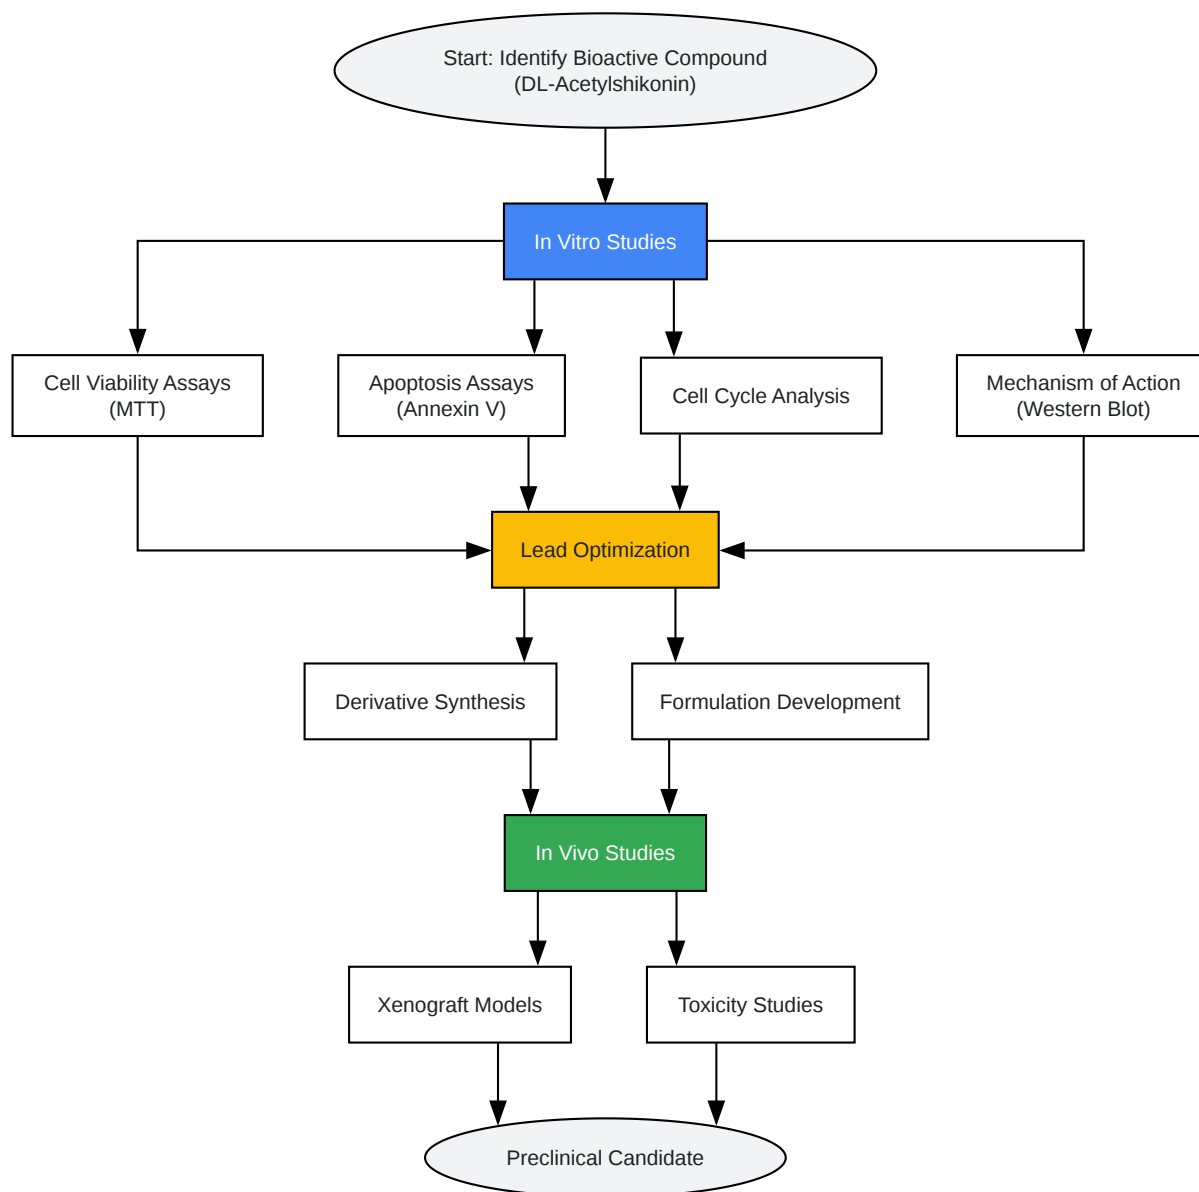 Start: Identify Bioactive Compound
(DL-Acetylshikonin)
In Vitro Studies
Cell Viability Assays
(MTT)
Apoptosis Assays
(Annexin V)
Cell Cycle Analysis
Mechanism of Action
(Western Blot)
Lead Optimization
Derivative Synthesis
Formulation Development
In Vivo Studies
Xenograft Models
Toxicity Studies
Preclinical Candidate